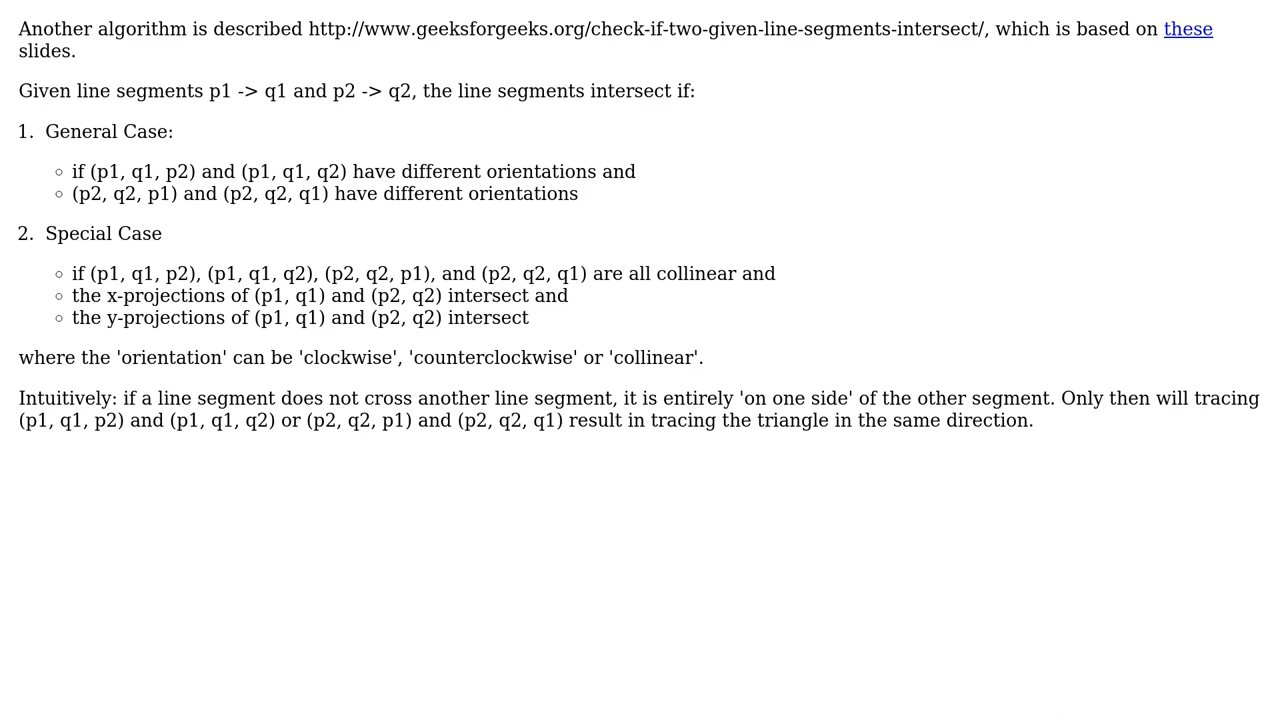 Another algorithm is described http://www.geeksforgeeks.org/check-if-two-given-line-segments-intersect/, which is based on these
slides.
Given line segments p1 -> q1 and p2 -> q2, the line segments intersect if:
1. General Case:
◦ if (p1, q1, p2) and (p1, q1, q2) have different orientations and
◦ (p2, q2, p1) and (p2, q2, q1) have different orientations
2. Special Case
◦ if (p1, q1, p2), (p1, q1, q2), (p2, q2, p1), and (p2, q2, q1) are all collinear and
◦ the x-projections of (p1, q1) and (p2, q2) intersect and
◦ the y-projections of (p1, q1) and (p2, q2) intersect
where the 'orientation' can be 'clockwise', 'counterclockwise' or 'collinear'.
Intuitively: if a line segment does not cross another line segment, it is entirely 'on one side' of the other segment. Only then will tracing
(p1, q1, p2) and (p1, q1, q2) or (p2, q2, p1) and (p2, q2, q1) result in tracing the triangle in the same direction.